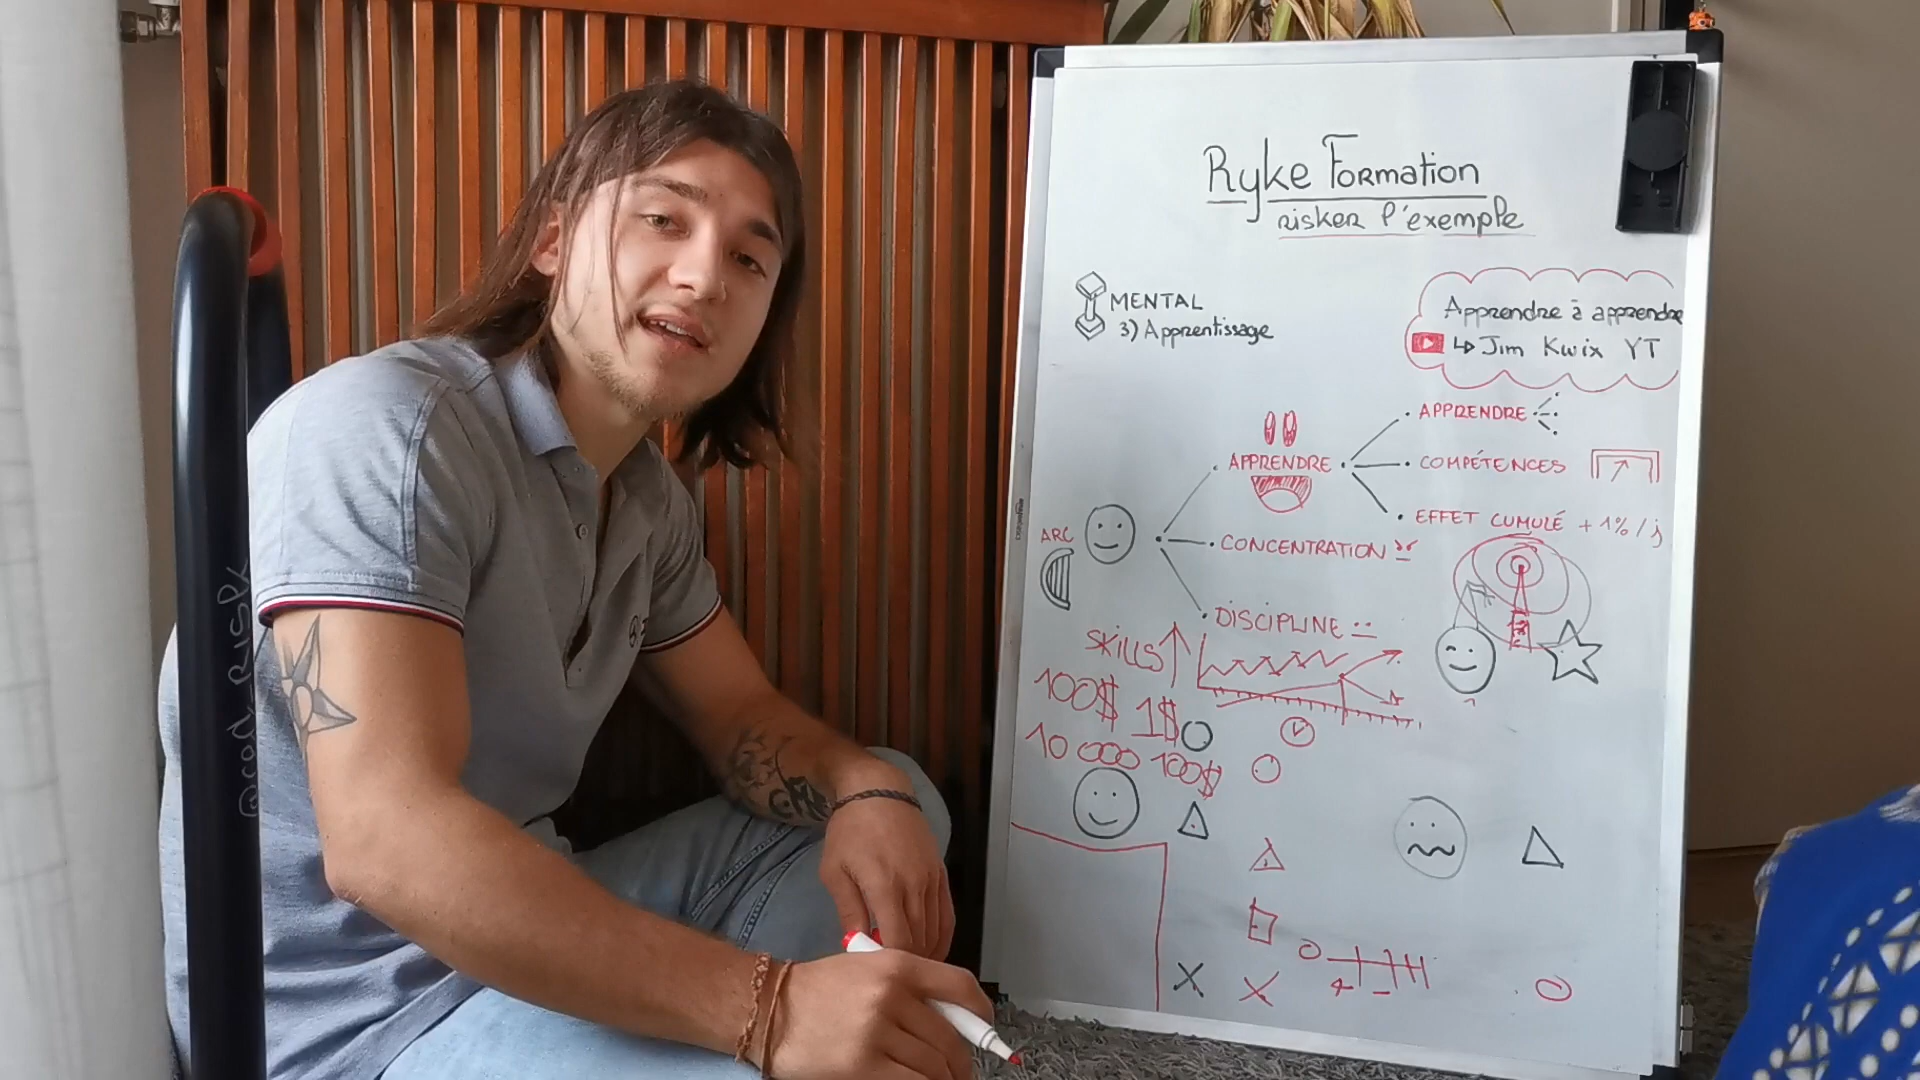 Ryke Formation
risker l'exemple
MENTAL
3) Apprentissage
Apprendre à apprendre
↳ Jim Kwix YT
APPRENDRE
APPRENDRE
COMPÉTENCES
EFFET CUMULÉ + 1% / j
ARC
CONCENTRATION
DISCIPLINE
SKILLS
100$ 1$
10 000 100$